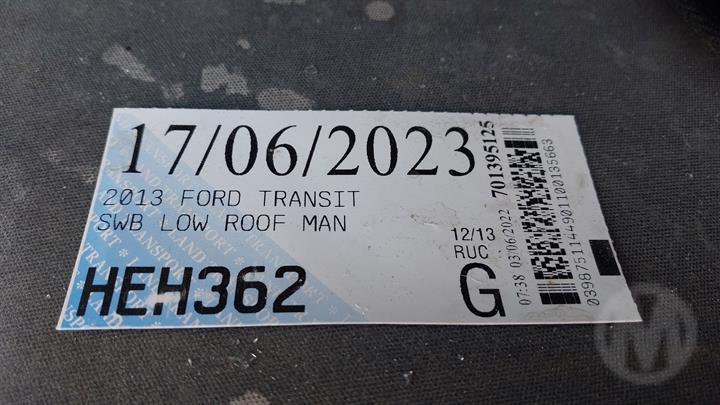 17/06/2023
2013 FORD TRANSIT
SWB LOW ROOF MAN
12/13
RUC
HEH362
G
07:38 03/06/2022 701395125
0398751144901100135663
M